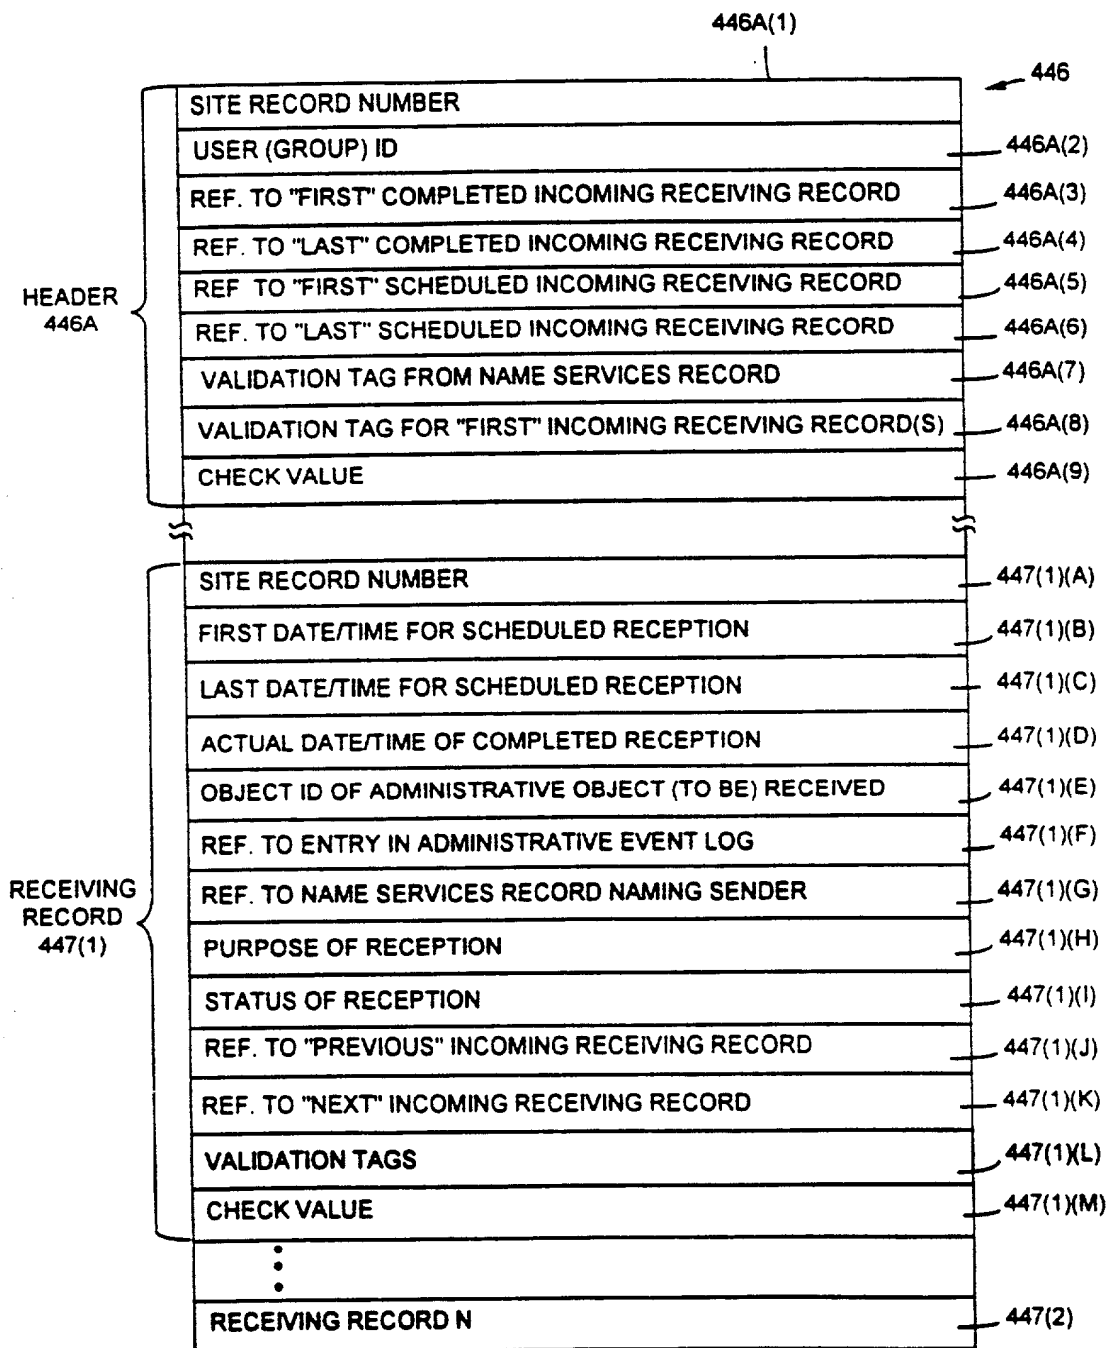 446A(1)
446
SITE RECORD NUMBER
USER (GROUP) ID 446A(2)
REF. TO "FIRST" COMPLETED INCOMING RECEIVING RECORD 446A(3)
REF. TO "LAST" COMPLETED INCOMING RECEIVING RECORD 446A(4)
REF TO "FIRST" SCHEDULED INCOMING RECEIVING RECORD 446A(5)
HEADER
446A
REF. TO "LAST" SCHEDULED INCOMING RECEIVING RECORD 446A(6)
VALIDATION TAG FROM NAME SERVICES RECORD 446A(7)
VALIDATION TAG FOR "FIRST" INCOMING RECEIVING RECORD(S) 446A(8)
CHECK VALUE 446A(9)
SITE RECORD NUMBER 447(1)(A)
FIRST DATE/TIME FOR SCHEDULED RECEPTION 447(1)(B)
LAST DATE/TIME FOR SCHEDULED RECEPTION 447(1)(C)
ACTUAL DATE/TIME OF COMPLETED RECEPTION 447(1)(D)
OBJECT ID OF ADMINISTRATIVE OBJECT (TO BE) RECEIVED 447(1)(E)
REF. TO ENTRY IN ADMINISTRATIVE EVENT LOG 447(1)(F)
RECEIVING
RECORD
447(1)
REF. TO NAME SERVICES RECORD NAMING SENDER 447(1)(G)
PURPOSE OF RECEPTION 447(1)(H)
STATUS OF RECEPTION 447(1)(I)
REF. TO "PREVIOUS" INCOMING RECEIVING RECORD 447(1)(J)
REF. TO "NEXT" INCOMING RECEIVING RECORD 447(1)(K)
VALIDATION TAGS 447(1)(L)
CHECK VALUE 447(1)(M)
RECEIVING RECORD N 447(2)